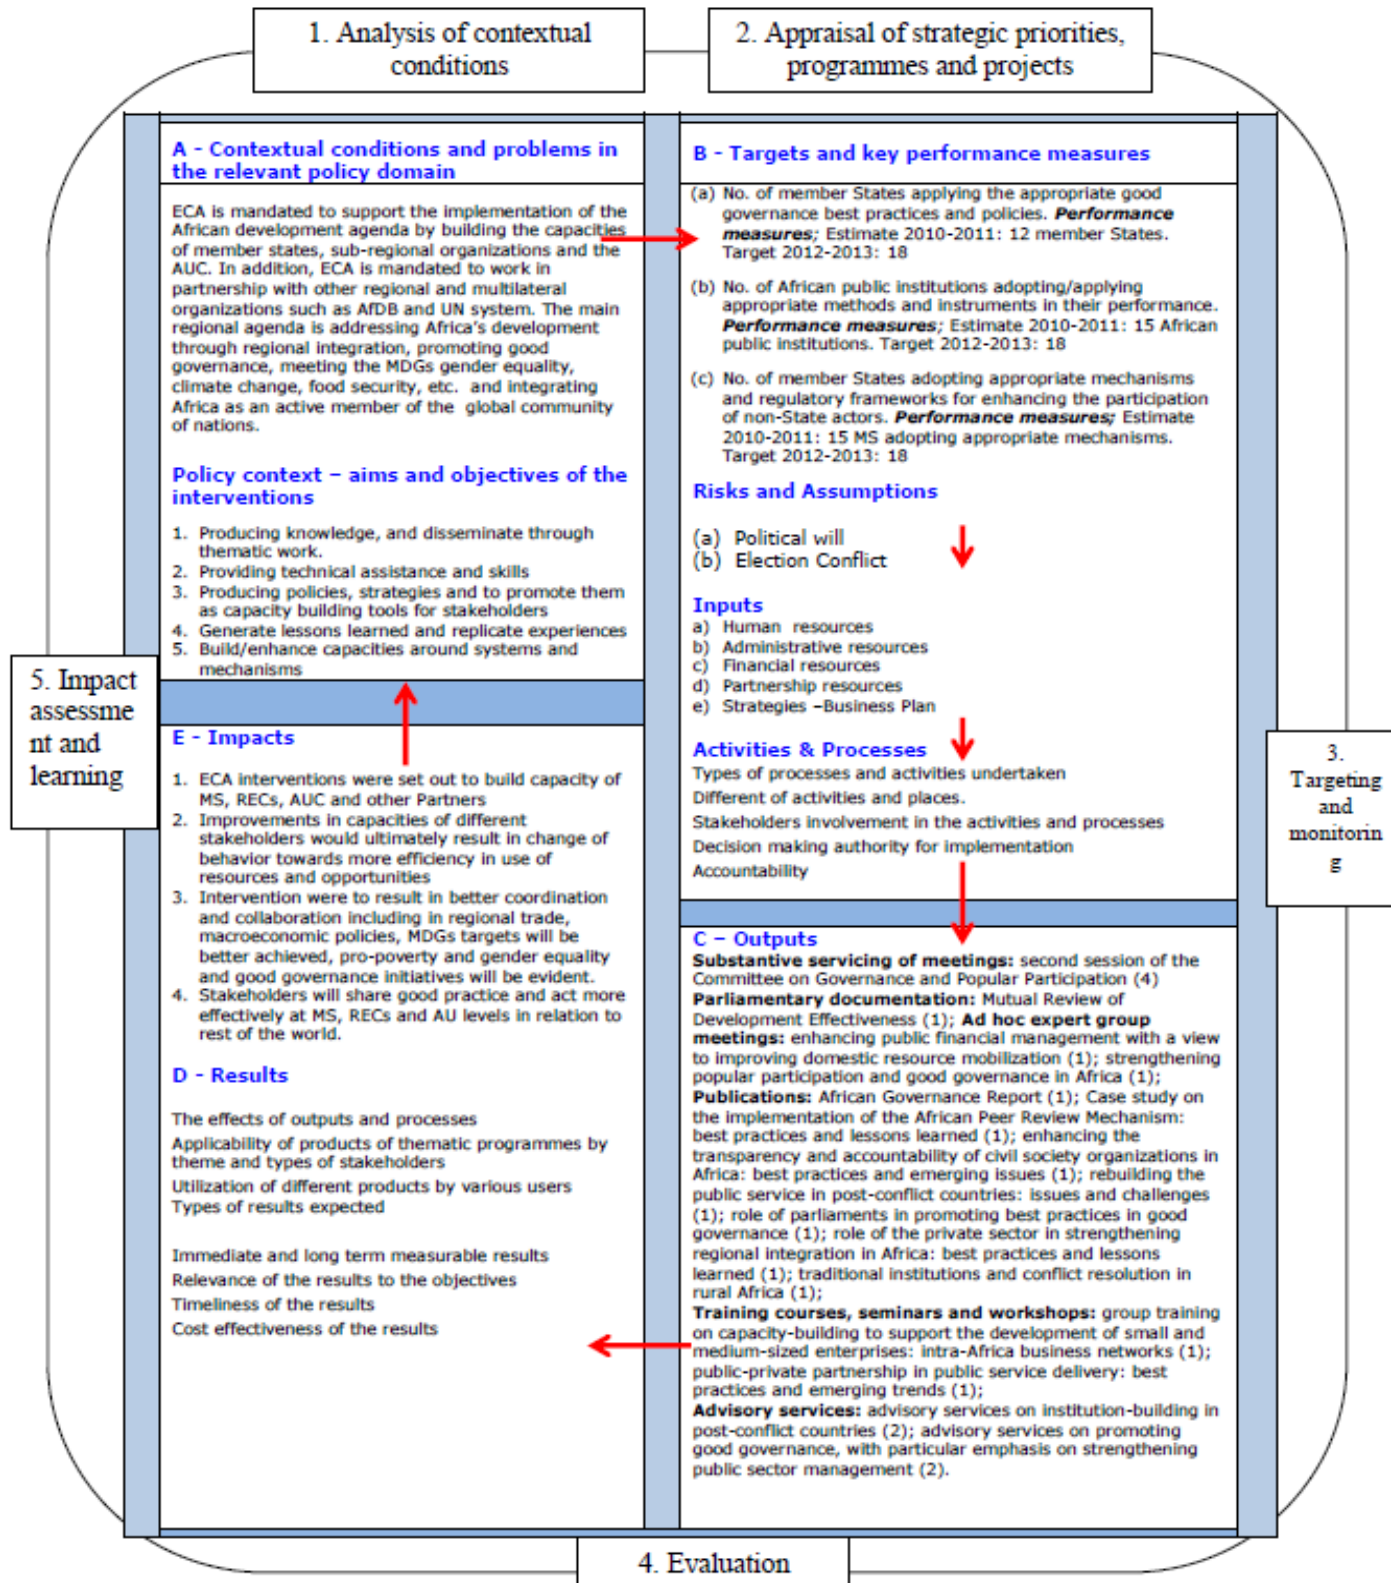 1. Analysis of contextual
conditions
2. Appraisal of strategic priorities,
programmes and projects
A - Contextual conditions and problems in
the relevant policy domain
ECA is mandated to support the implementation of the
African development agenda by building the capacities
of member states, sub-regional organizations and the
AUC. In addition, ECA is mandated to work in
partnership with other regional and multilateral
organizations such as AfDB and UN system. The main
regional agenda is addressing Africa's development
through regional integration, promoting good
governance, meeting the MDGs gender equality,
climate change, food security, etc. and integrating
Africa as an active member of the global community
of nations.
Policy context – aims and objectives of the
interventions
1. Producing knowledge, and disseminate through
thematic work.
2. Providing technical assistance and skills
3. Producing policies, strategies and to promote them
as capacity building tools for stakeholders
4. Generate lessons learned and replicate experiences
5. Build/enhance capacities around systems and
mechanisms
B - Targets and key performance measures
(a) No. of member States applying the appropriate good
governance best practices and policies. Performance
measures; Estimate 2010-2011: 12 member States.
Target 2012-2013: 18
(b) No. of African public institutions adopting/applying
appropriate methods and instruments in their performance.
Performance measures; Estimate 2010-2011: 15 African
public institutions. Target 2012-2013: 18
(c) No. of member States adopting appropriate mechanisms
and regulatory frameworks for enhancing the participation
of non-State actors. Performance measures; Estimate
2010-2011: 15 MS adopting appropriate mechanisms.
Target 2012-2013: 18
Risks and Assumptions
(a) Political will
(b) Election Conflict
Inputs
a) Human resources
b) Administrative resources
c) Financial resources
d) Partnership resources
e) Strategies –Business Plan
Activities & Processes
Types of processes and activities undertaken
Different of activities and places.
Stakeholders involvement in the activities and processes
Decision making authority for implementation
Accountability
3.
Targeting
and
monitorin
g
C – Outputs
Substantive servicing of meetings: second session of the
Committee on Governance and Popular Participation (4)
Parliamentary documentation: Mutual Review of
Development Effectiveness (1); Ad hoc expert group
meetings: enhancing public financial management with a view
to improving domestic resource mobilization (1); strengthening
popular participation and good governance in Africa (1);
Publications: African Governance Report (1); Case study on
the implementation of the African Peer Review Mechanism:
best practices and lessons learned (1); enhancing the
transparency and accountability of civil society organizations in
Africa: best practices and emerging issues (1); rebuilding the
public service in post-conflict countries: issues and challenges
(1); role of parliaments in promoting best practices in good
governance (1); role of the private sector in strengthening
regional integration in Africa: best practices and lessons
learned (1); traditional institutions and conflict resolution in
rural Africa (1);
Training courses, seminars and workshops: group training
on capacity-building to support the development of small and
medium-sized enterprises: intra-Africa business networks (1);
public-private partnership in public service delivery: best
practices and emerging trends (1);
Advisory services: advisory services on institution-building in
post-conflict countries (2); advisory services on promoting
good governance, with particular emphasis on strengthening
public sector management (2).
5. Impact
assessme
nt and
learning
E - Impacts
1. ECA interventions were set out to build capacity of
MS, RECs, AUC and other Partners
2. Improvements in capacities of different
stakeholders would ultimately result in change of
behavior towards more efficiency in use of
resources and opportunities
3. Intervention were to result in better coordination
and collaboration including in regional trade,
macroeconomic policies, MDGs targets will be
better achieved, pro-poverty and gender equality
and good governance initiatives will be evident.
4. Stakeholders will share good practice and act more
effectively at MS, RECs and AU levels in relation to
rest of the world.
D - Results
The effects of outputs and processes
Applicability of products of thematic programmes by
theme and types of stakeholders
Utilization of different products by various users
Types of results expected
Immediate and long term measurable results
Relevance of the results to the objectives
Timeliness of the results
Cost effectiveness of the results
4. Evaluation